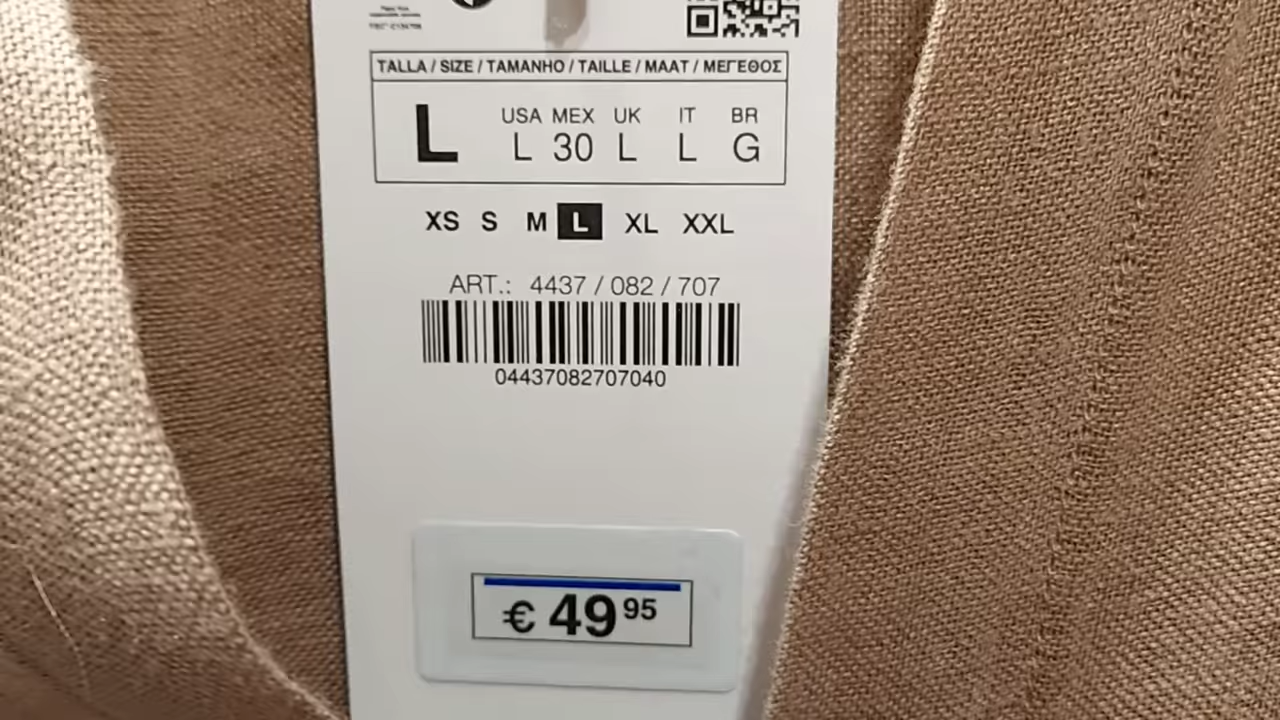 TALLA / SIZE / TAMANHO / TAILLE / MAAT / ΜΕΓΕΘΟΣ
USA MEX UK IT BR
L L 30 L L G
XS S M L XL XXL
ART.: 4437 / 082 / 707
04437082707040
€ 49 95